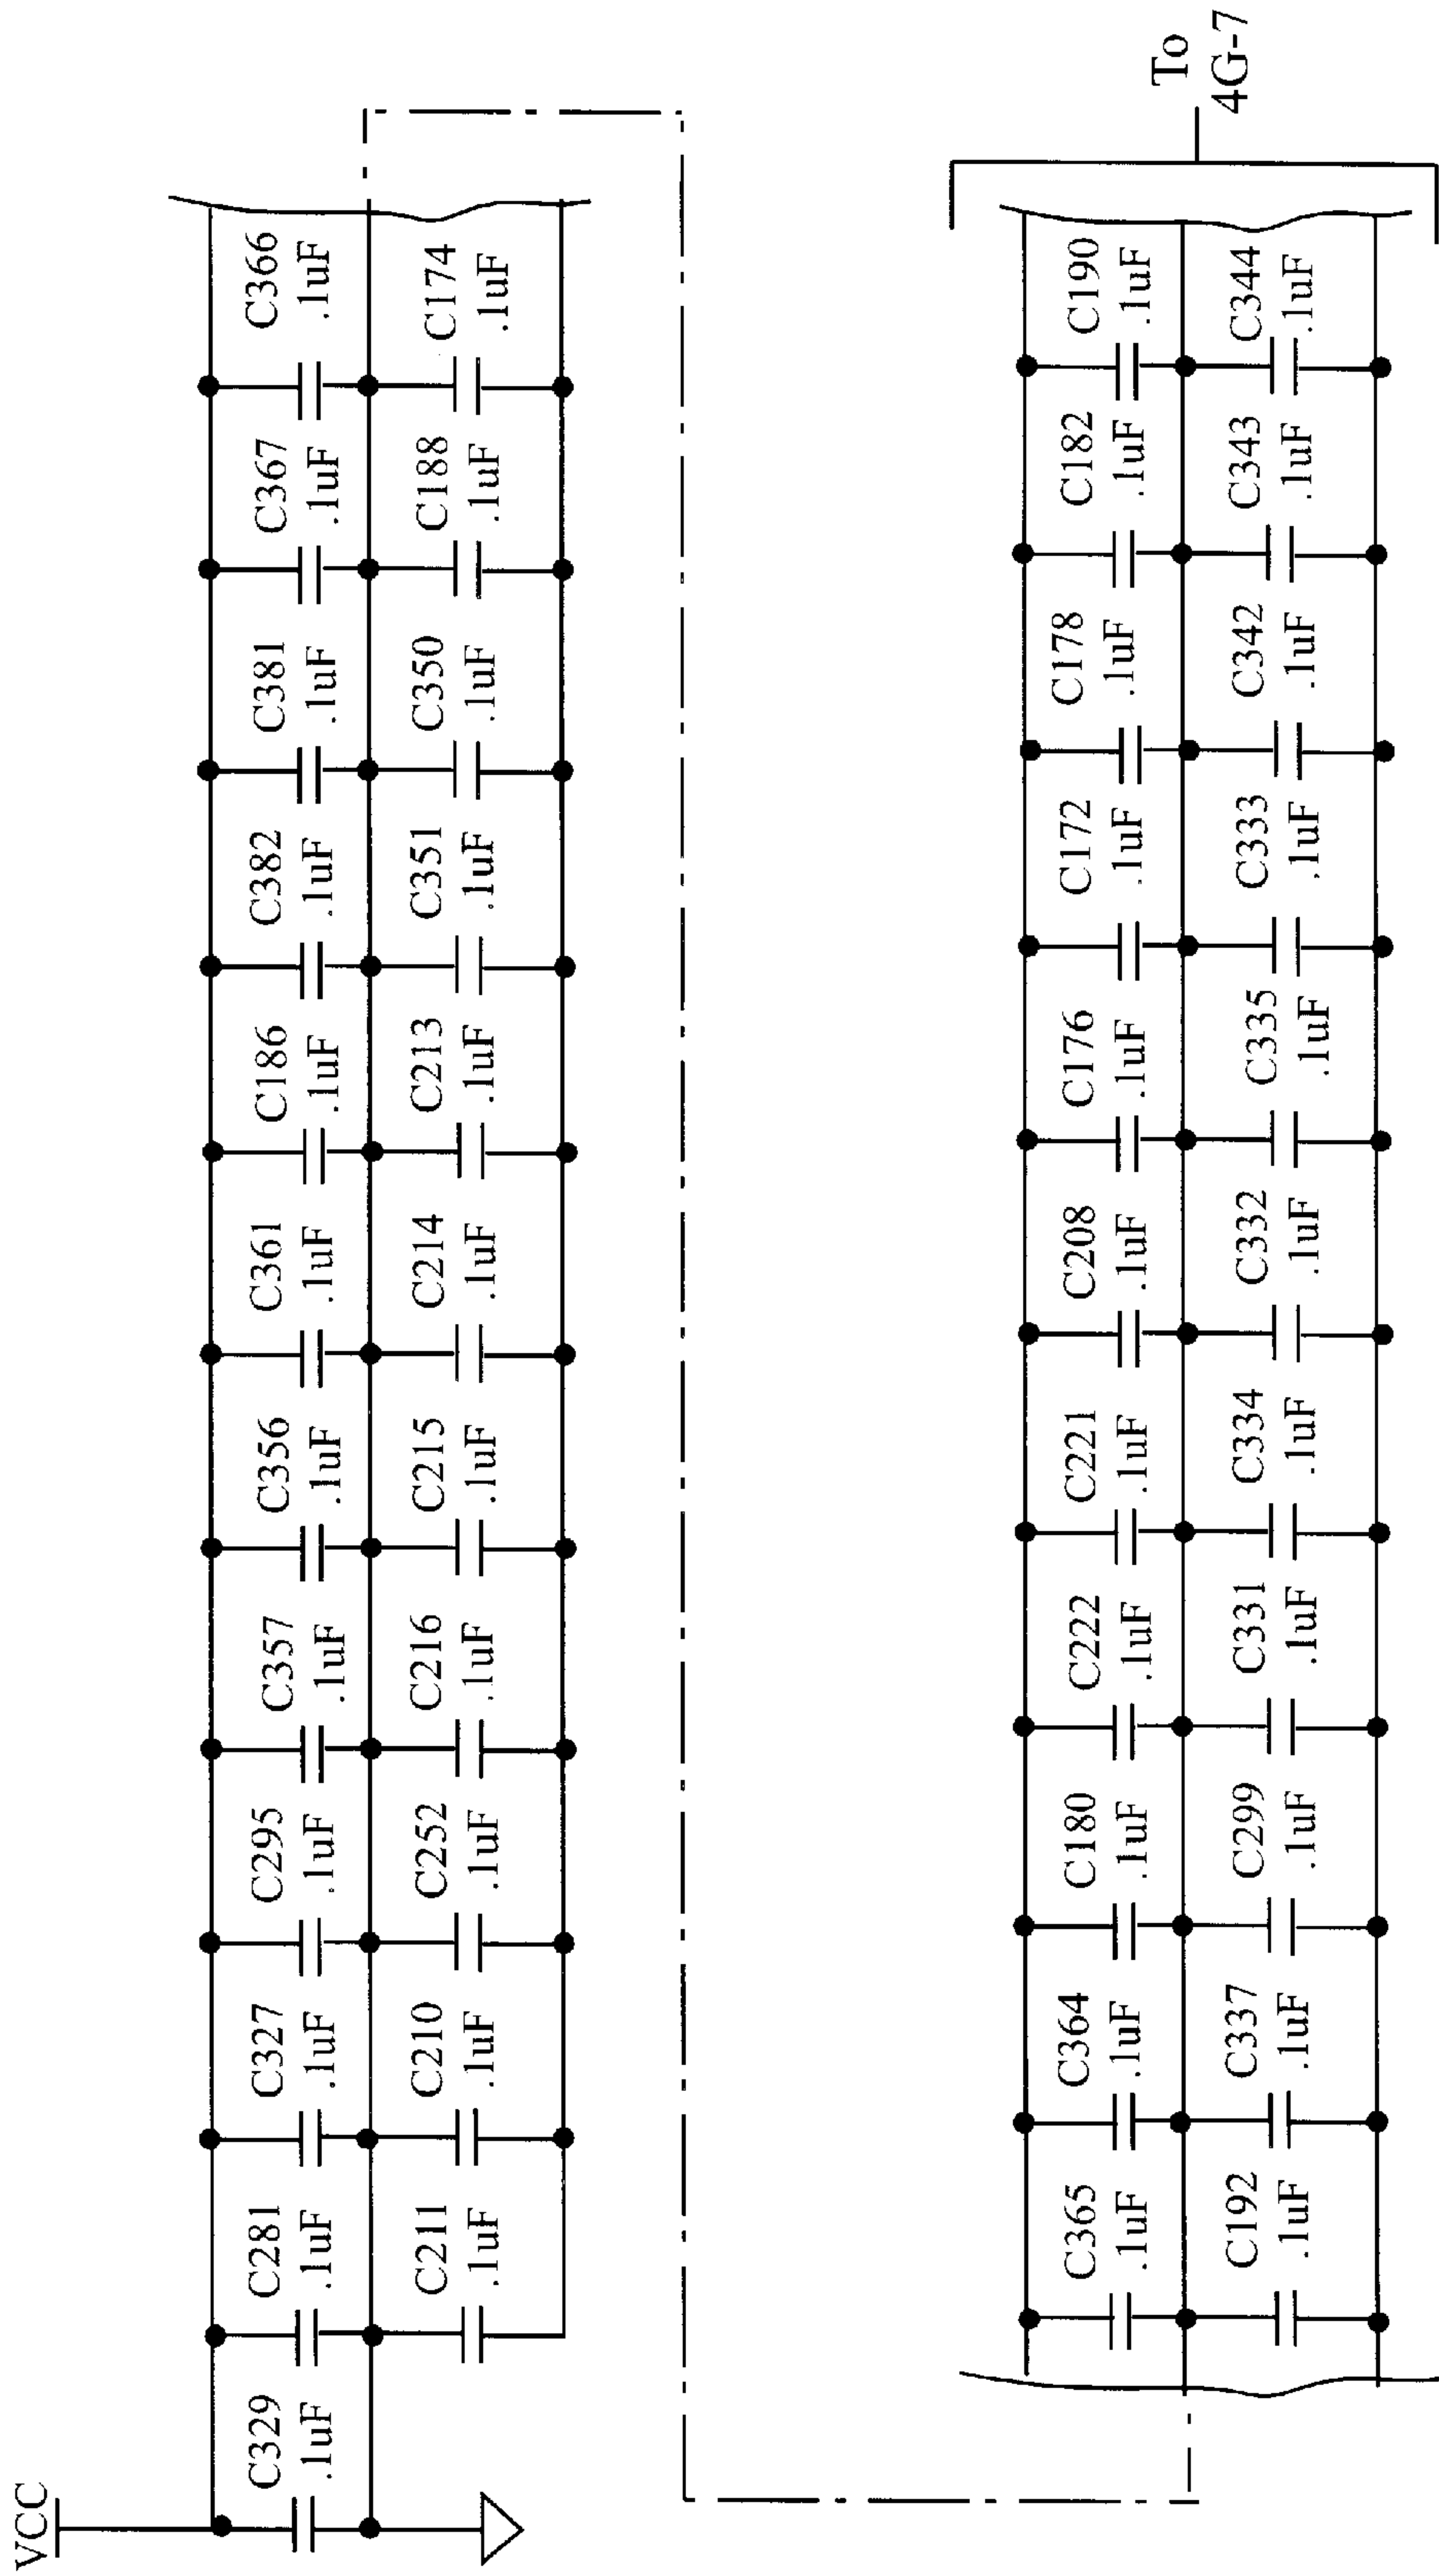 VCC
C329
.1uF
C281
.1uF
C327
.1uF
C295
.1uF
C357
.1uF
C356
.1uF
C361
.1uF
C186
.1uF
C382
.1uF
C381
.1uF
C367
.1uF
C366
.1uF
C211
.1uF
C210
.1uF
C252
.1uF
C216
.1uF
C215
.1uF
C214
.1uF
C213
.1uF
C351
.1uF
C350
.1uF
C188
.1uF
C174
.1uF
C365
.1uF
C364
.1uF
C180
.1uF
C222
.1uF
C221
.1uF
C208
.1uF
C176
.1uF
C172
.1uF
C178
.1uF
C182
.1uF
C190
.1uF
C192
.1uF
C337
.1uF
C299
.1uF
C331
.1uF
C334
.1uF
C332
.1uF
C335
.1uF
C333
.1uF
C342
.1uF
C343
.1uF
C344
.1uF
To
4G-7